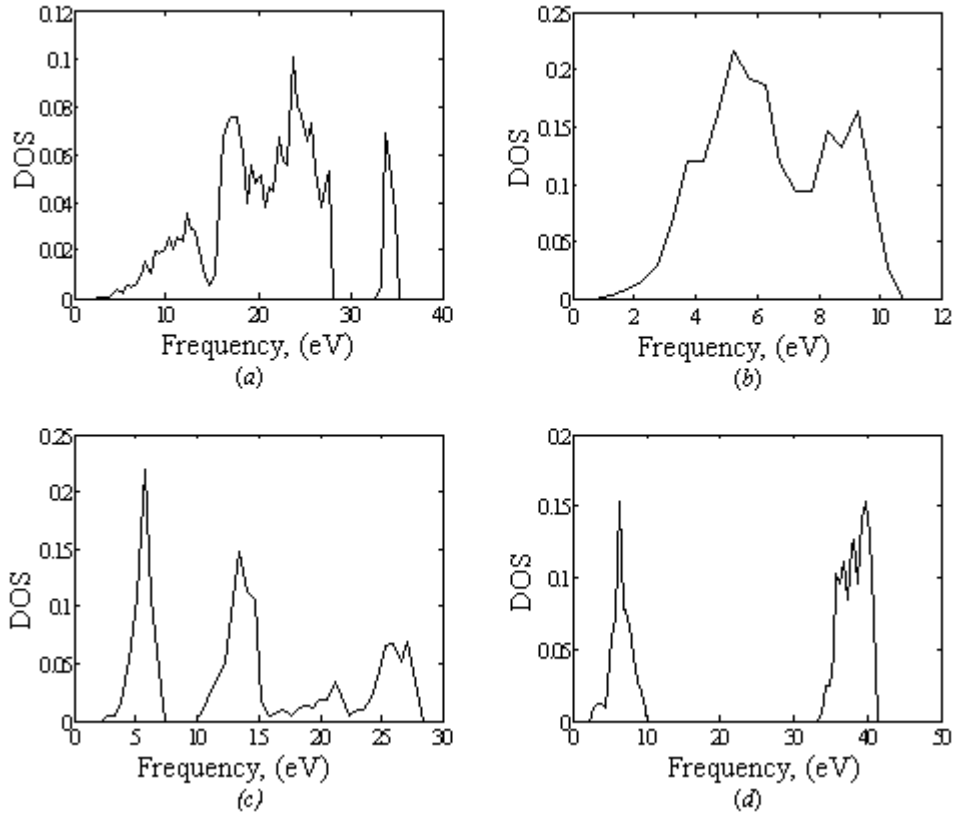 0.12
0.1
0.08
0.06
0.04
0.02
0
DOS
0 10 20 30 40
Frequency, (eV)
(a)
0.25
0.2
0.15
0.1
0.05
0
DOS
0 2 4 6 8 10 12
Frequency, (eV)
(b)
0.25
0.2
0.15
0.1
0.05
0
DOS
0 5 10 15 20 25 30
Frequency, (eV)
(c)
0.2
0.15
0.1
0.05
0
DOS
0 10 20 30 40 50
Frequency, (eV)
(d)